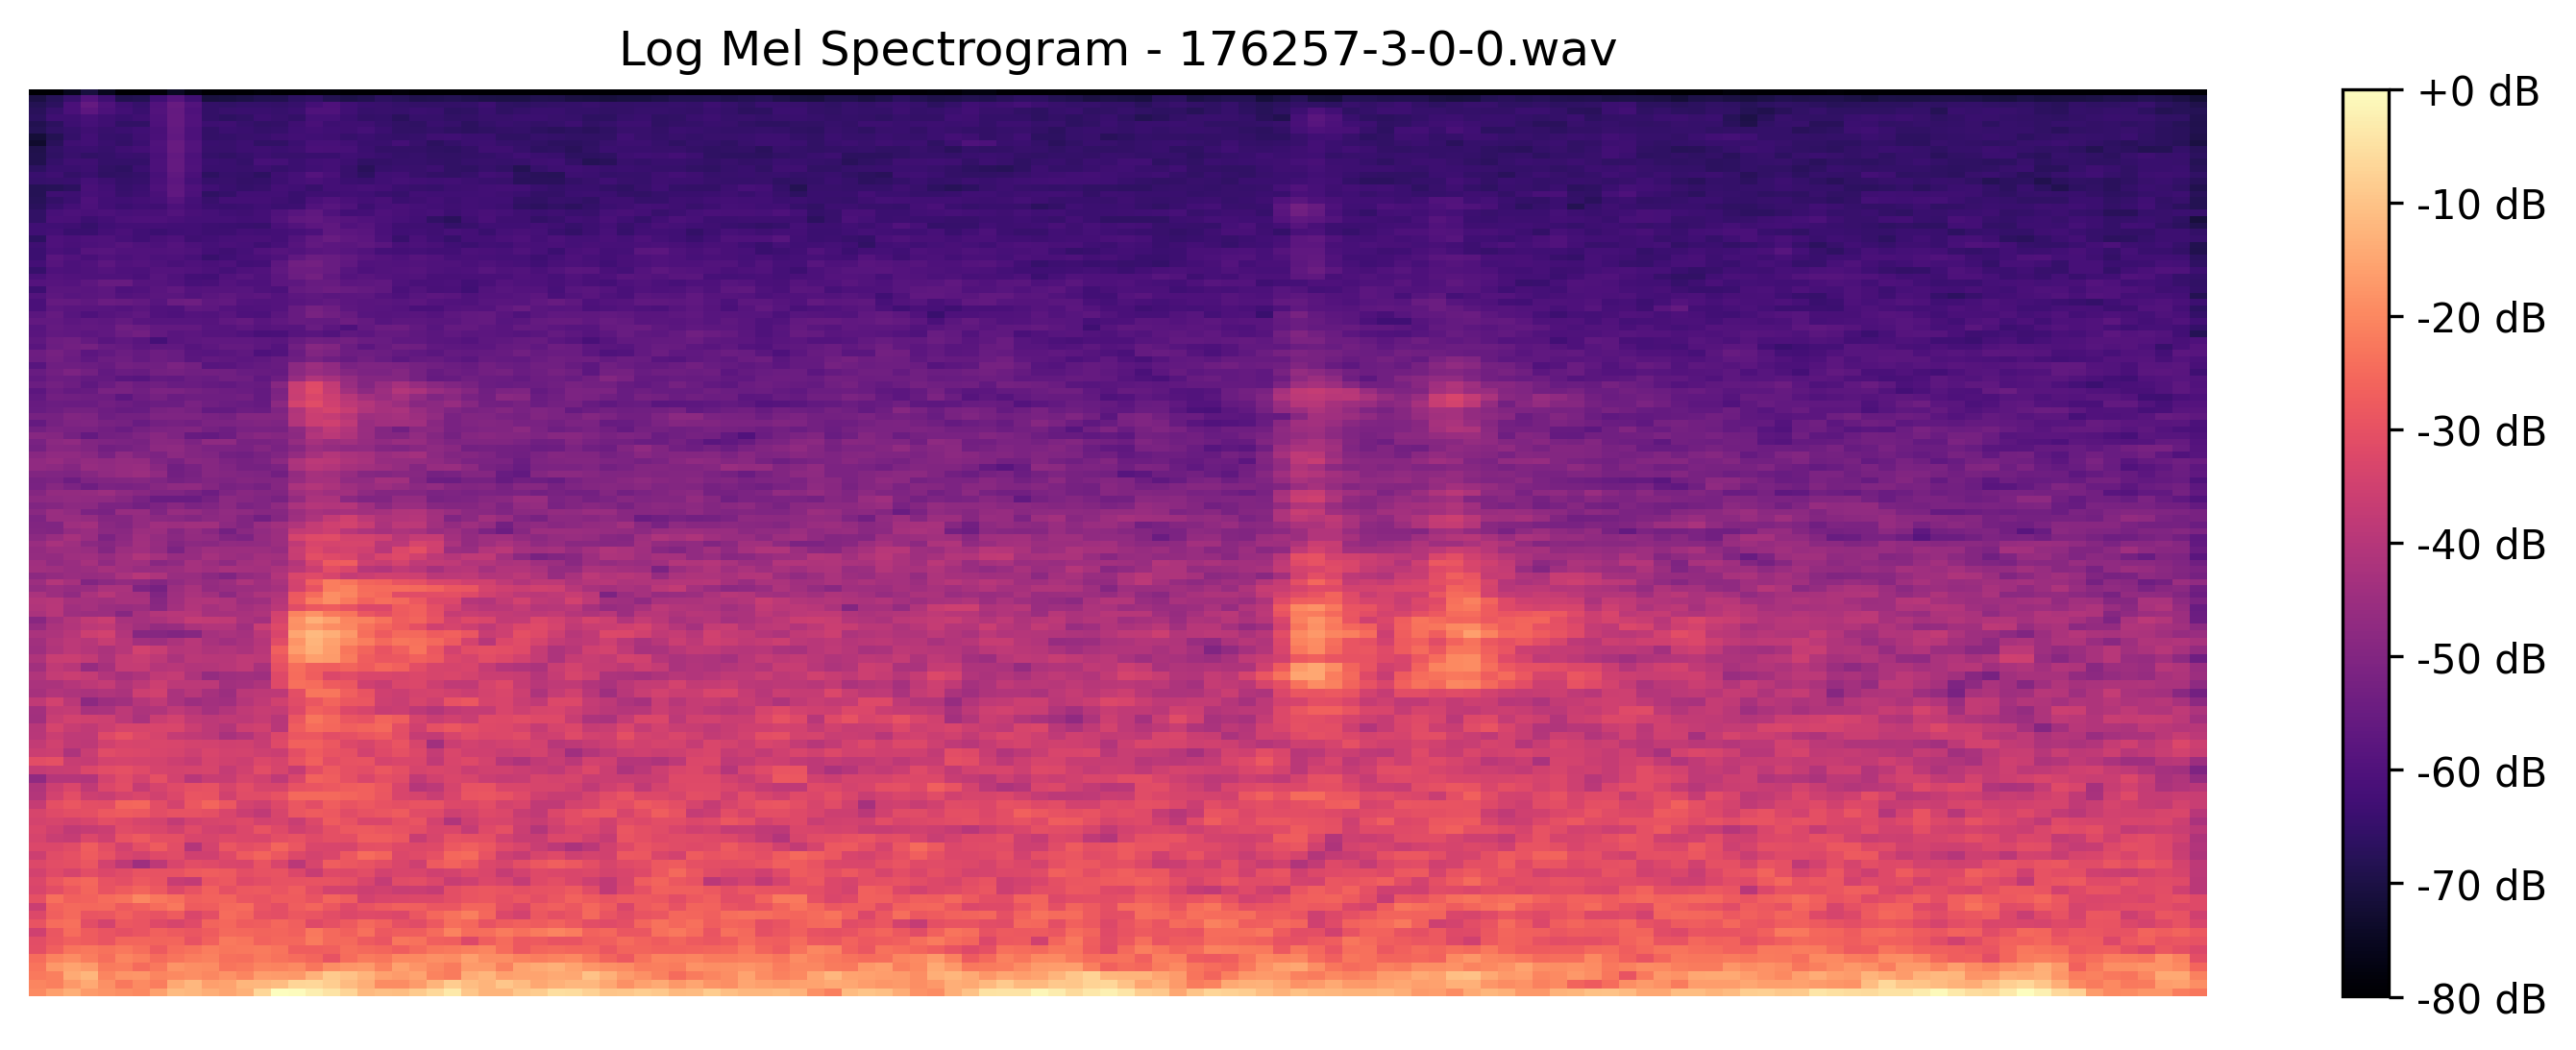 Log Mel Spectrogram - 176257-3-0-0.wav
+0 dB
-10 dB
-20 dB
-30 dB
-40 dB
-50 dB
-60 dB
-70 dB
-80 dB